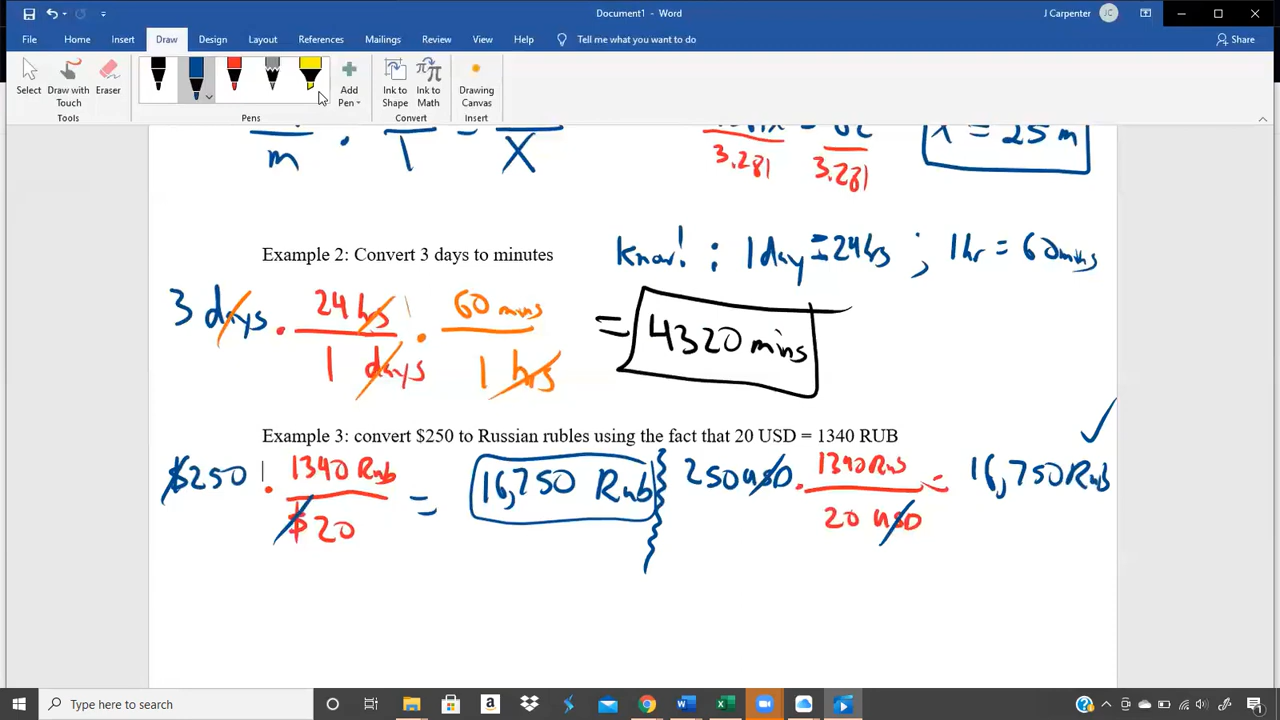 Document1 - Word
J Carpenter
JC
File Home Insert Draw Design Layout References Mailings Review View Help Tell me what you want to do Share
Select Draw with Touch Eraser Add Pen Ink to Shape Ink to Math Drawing Canvas
Tools Pens Convert Insert
m · 1 = X
3.281 = 3.281
X = 25 m
Example 2: Convert 3 days to minutes
Know! : 1 day = 24 hrs ; 1 hr = 60 mins
3 days · 24 hrs / 1 days · 60 mins / 1 hrs = 4320 mins
Example 3: convert $250 to Russian rubles using the fact that 20 USD = 1340 RUB
$250 · 1340 Rub / $20 = 16,750 Rub
250 USD · 1340 Rub / 20 USD = 16,750 Rub
Type here to search